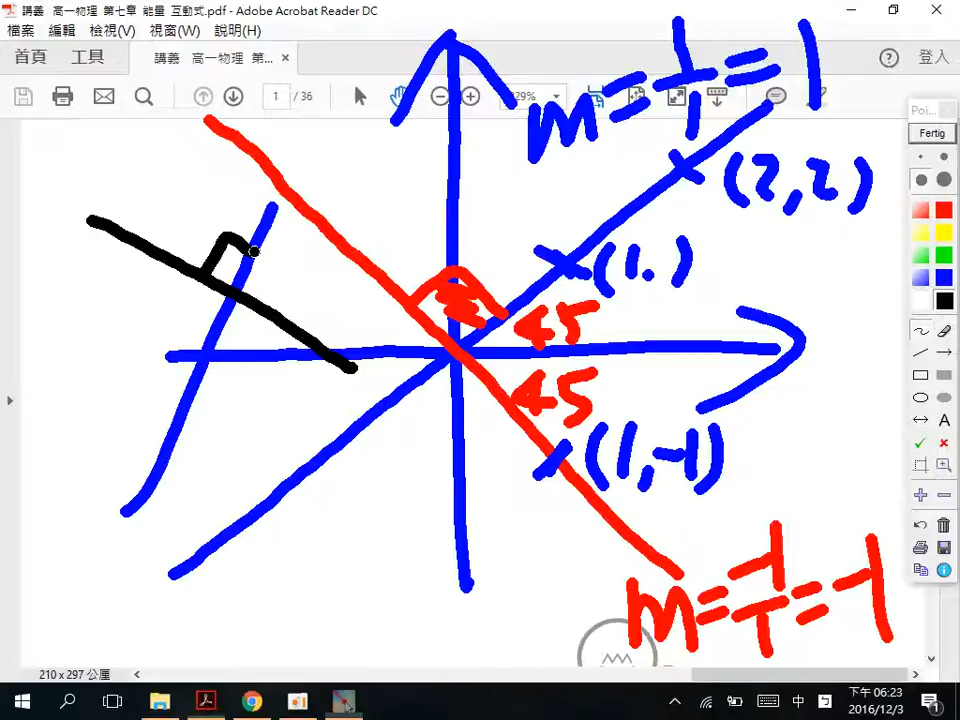 講義 高一物理 第七章 能量 互動式.pdf - Adobe Acrobat Reader DC
檔案 編輯 檢視(V) 視窗(W) 說明(H)
首頁 工具 講義 高一物理 第... × 登入
1 / 36
Fertig
m=1/1=1
(2,2)
(1.)
45
45
(1,-1)
m=-1/1=-1
210 x 297 公厘
中
下午 06:23
2016/12/3
1